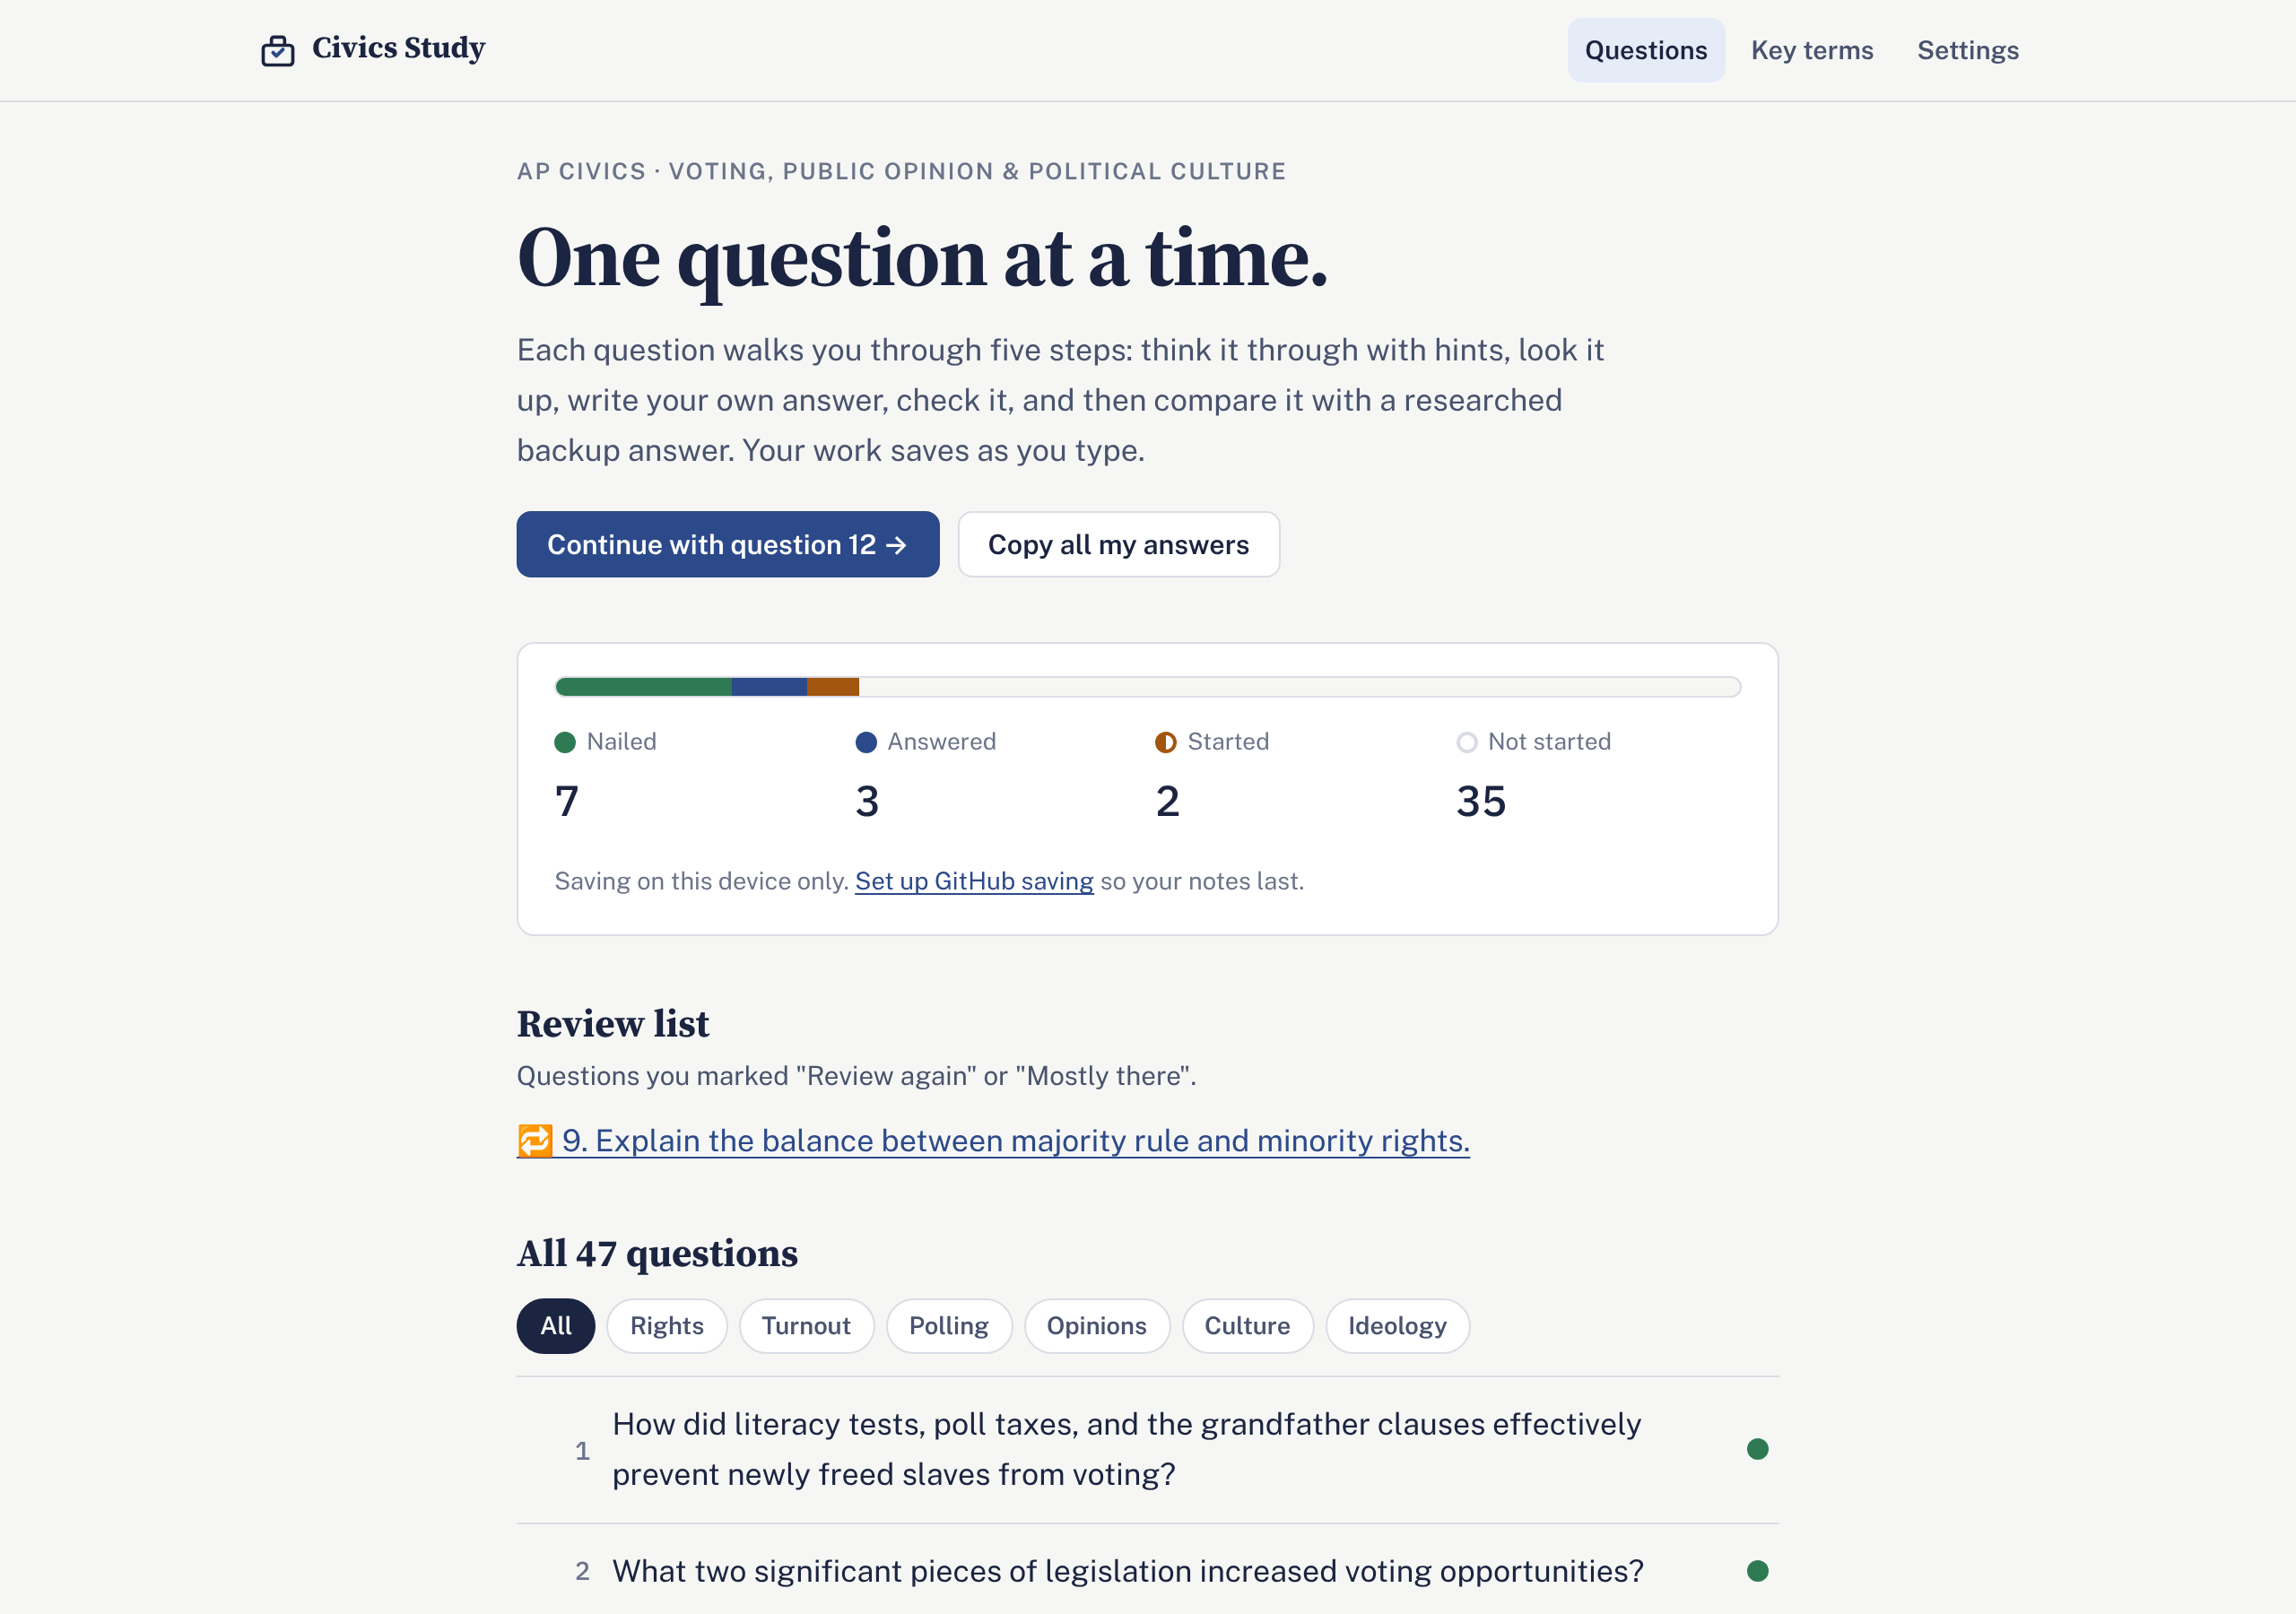 Civics Study
Questions
Key terms
Settings
AP CIVICS · VOTING, PUBLIC OPINION & POLITICAL CULTURE
One question at a time.
Each question walks you through five steps: think it through with hints, look it
up, write your own answer, check it, and then compare it with a researched
backup answer. Your work saves as you type.
Continue with question 12 →
Copy all my answers
Nailed
Answered
Started
Not started
7
3
2
35
Saving on this device only. Set up GitHub saving so your notes last.
Review list
Questions you marked "Review again" or "Mostly there".
🔁 9. Explain the balance between majority rule and minority rights.
All 47 questions
All
Rights
Turnout
Polling
Opinions
Culture
Ideology
1
How did literacy tests, poll taxes, and the grandfather clauses effectively
prevent newly freed slaves from voting?
2
What two significant pieces of legislation increased voting opportunities?